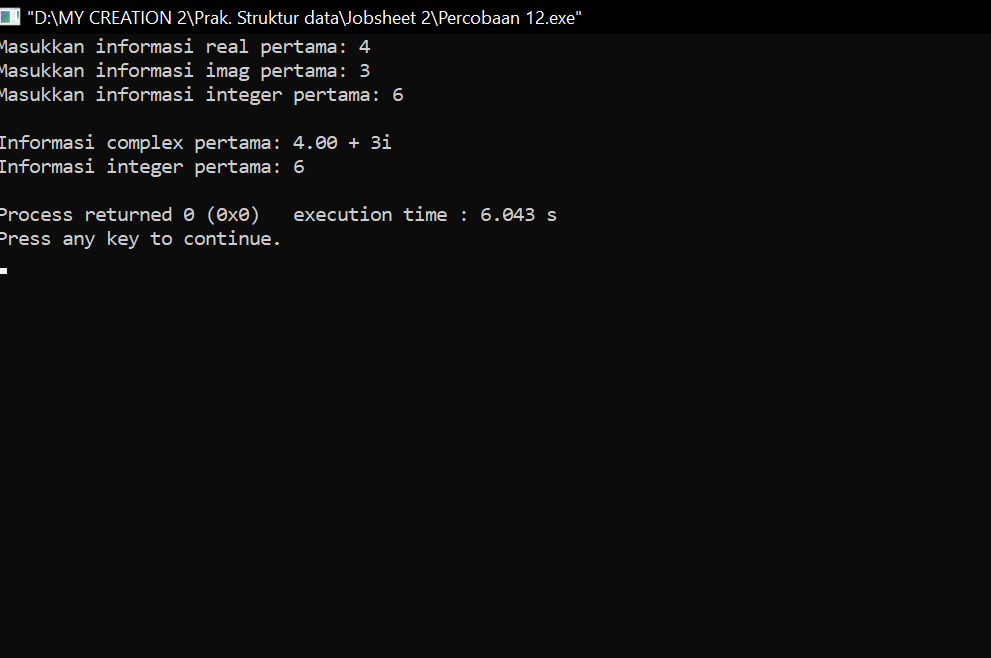 "D:\MY CREATION 2\Prak. Struktur data\Jobsheet 2\Percobaan 12.exe"
Masukkan informasi real pertama: 4
Masukkan informasi imag pertama: 3
Masukkan informasi integer pertama: 6
Informasi complex pertama: 4.00 + 3i
Informasi integer pertama: 6
Process returned 0 (0x0)   execution time : 6.043 s
Press any key to continue.